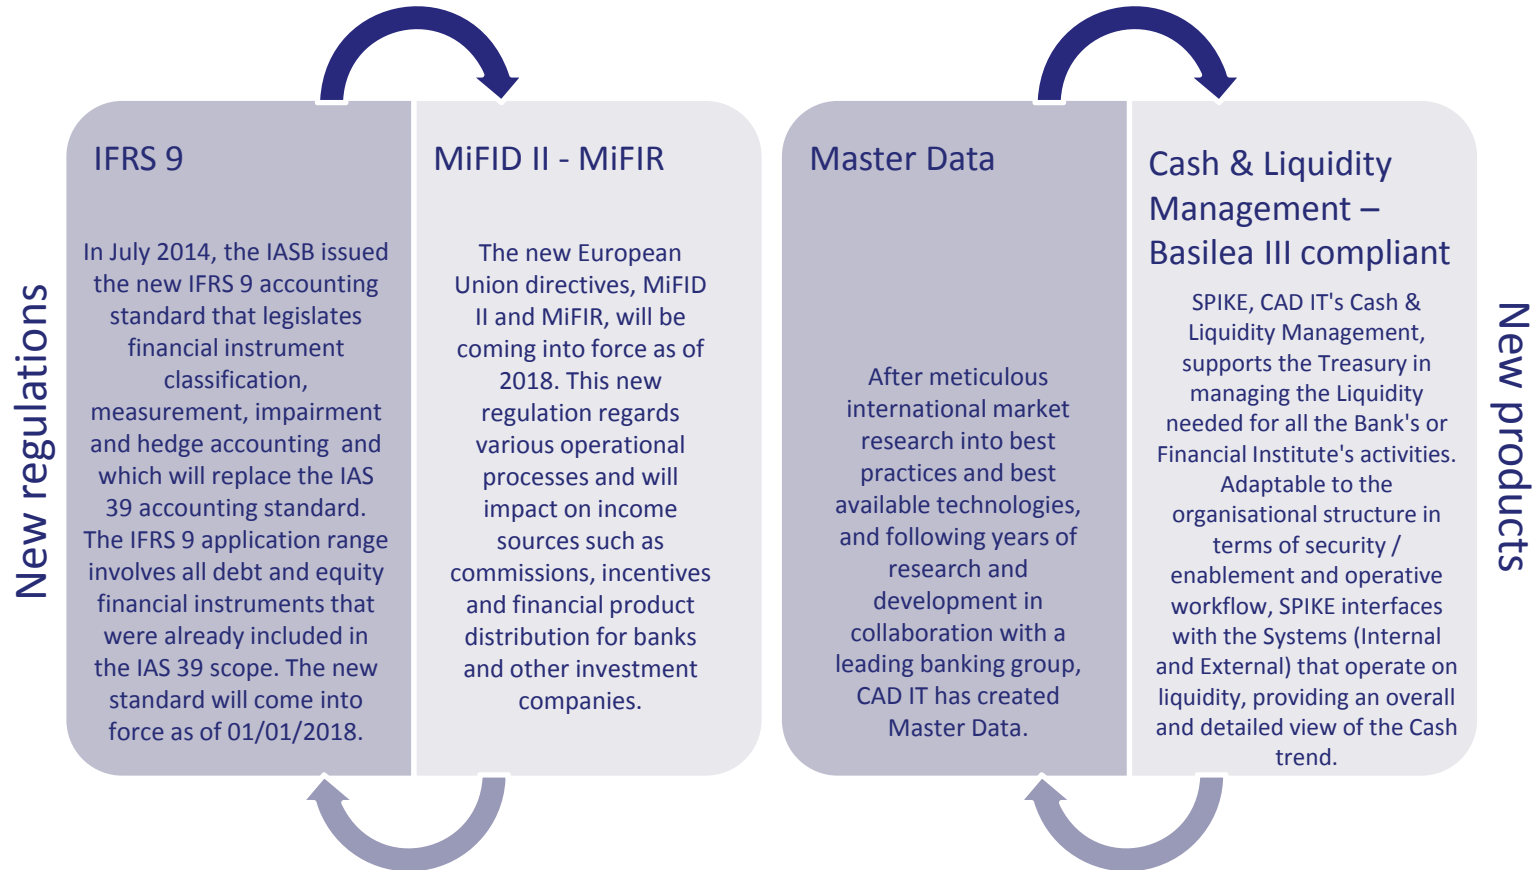 New regulations
IFRS 9
In July 2014, the IASB issued
the new IFRS 9 accounting
standard that legislates
financial instrument
classification,
measurement, impairment
and hedge accounting and
which will replace the IAS
39 accounting standard.
The IFRS 9 application range
involves all debt and equity
financial instruments that
were already included in
the IAS 39 scope. The new
standard will come into
force as of 01/01/2018.
MiFID II - MiFIR
The new European
Union directives, MiFID
II and MiFIR, will be
coming into force as of
2018. This new
regulation regards
various operational
processes and will
impact on income
sources such as
commissions, incentives
and financial product
distribution for banks
and other investment
companies.
Master Data
After meticulous
international market
research into best
practices and best
available technologies,
and following years of
research and
development in
collaboration with a
leading banking group,
CAD IT has created
Master Data.
Cash & Liquidity
Management –
Basilea III compliant
SPIKE, CAD IT's Cash &
Liquidity Management,
supports the Treasury in
managing the Liquidity
needed for all the Bank's or
Financial Institute's activities.
Adaptable to the
organisational structure in
terms of security /
enablement and operative
workflow, SPIKE interfaces
with the Systems (Internal
and External) that operate on
liquidity, providing an overall
and detailed view of the Cash
trend.
New products